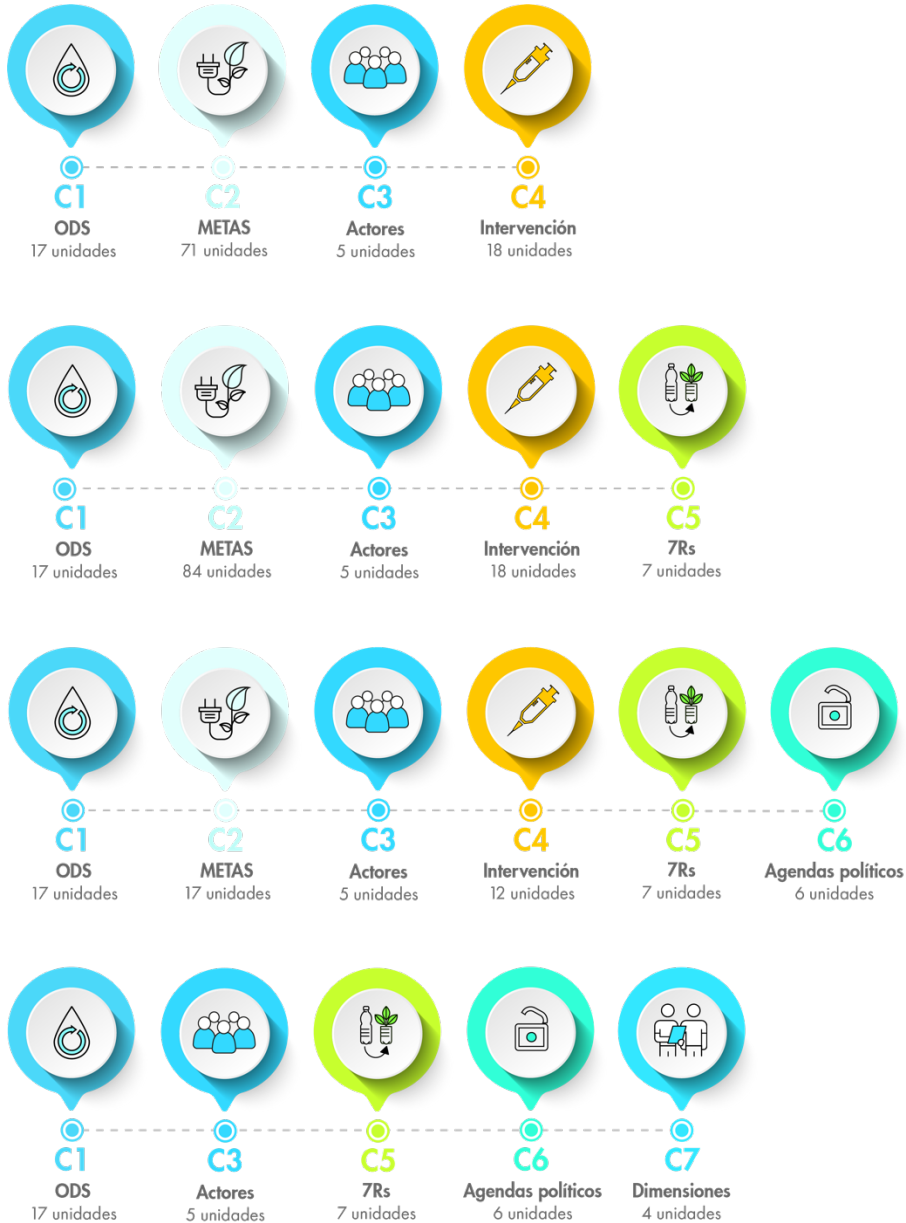 C1 C2 C3 C4
ODS METAS Actores Intervención
17 unidades 71 unidades 5 unidades 18 unidades
C1 C2 C3 C4 C5
ODS METAS Actores Intervención 7Rs
17 unidades 84 unidades 5 unidades 18 unidades 7 unidades
C1 C2 C3 C4 C5 C6
ODS METAS Actores Intervención 7Rs Agendas políticos
17 unidades 17 unidades 5 unidades 12 unidades 7 unidades 6 unidades
C1 C3 C5 C6 C7
ODS Actores 7Rs Agendas políticos Dimensiones
17 unidades 5 unidades 7 unidades 6 unidades 4 unidades